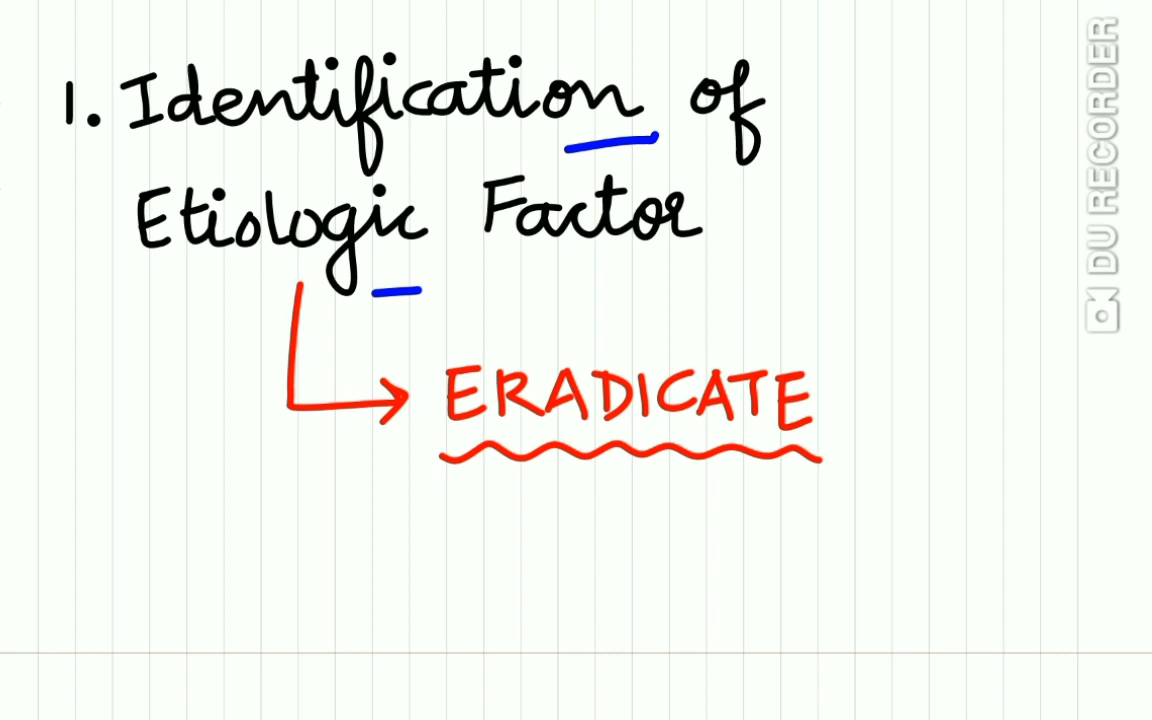 1. Identification of
Etiologic Factor
→ ERADICATE
DU RECORDER